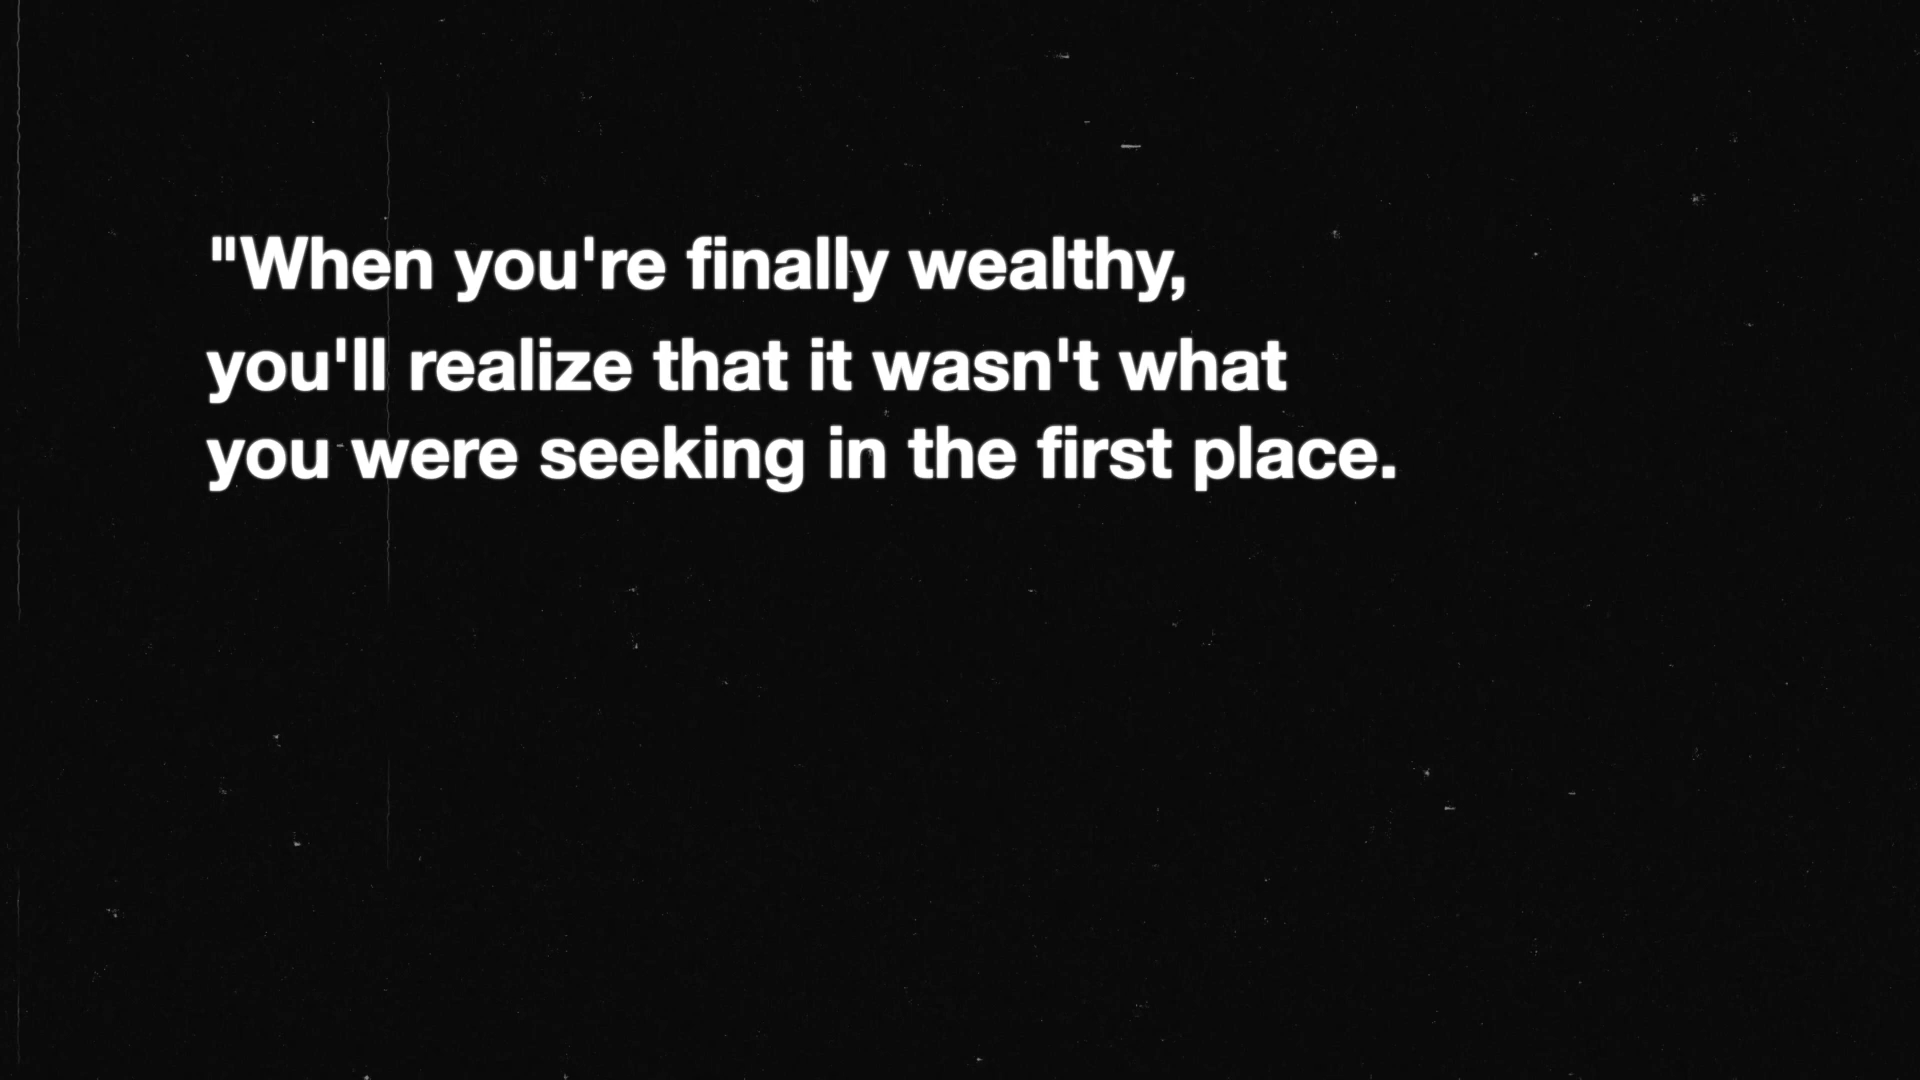 "When you're finally wealthy,
you'll realize that it wasn't what
you were seeking in the first place.